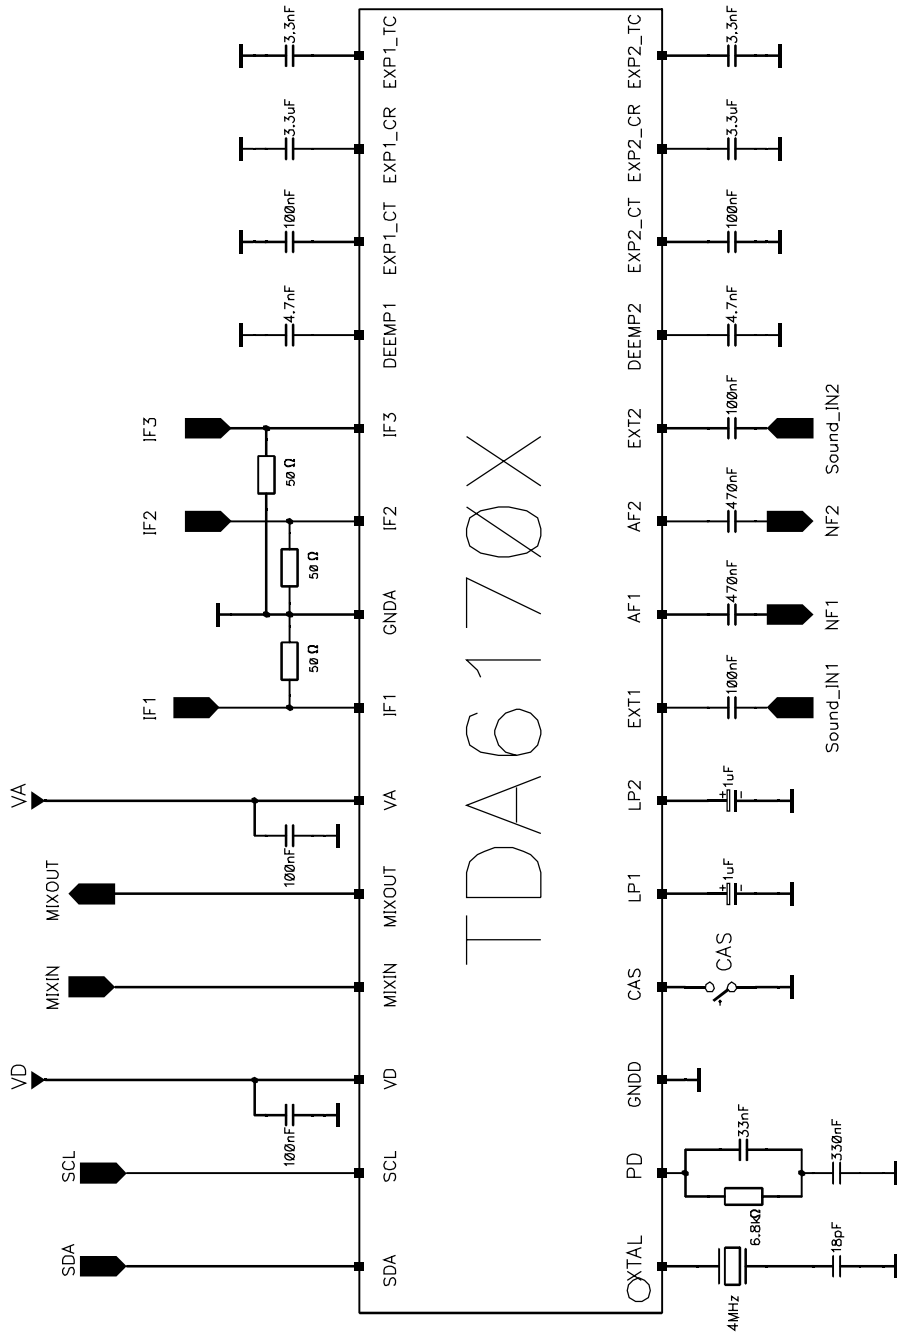 3.3nF
EXP1_TC
EXP2_TC
3.3nF
3.3uF
EXP1_CR
EXP2_CR
3.3uF
100nF
EXP1_CT
EXP2_CT
100nF
4.7nF
DEEMP1
DEEMP2
4.7nF
IF3
50 Ω
IF3
EXT2
100nF
Sound_IN2
IF2
50 Ω
IF2
AF2
470nF
NF2
GNDA
AF1
470nF
NF1
IF1
50 Ω
IF1
EXT1
100nF
Sound_IN1
VA
100nF
VA
LP2
+ 1uF -
MIXOUT
MIXOUT
LP1
+ 1uF -
MIXIN
MIXIN
CAS
CAS
VD
100nF
VD
GNDD
SCL
SCL
PD
33nF
6.8kΩ
330nF
SDA
SDA
XTAL
4MHz
18pF
TDA6170X